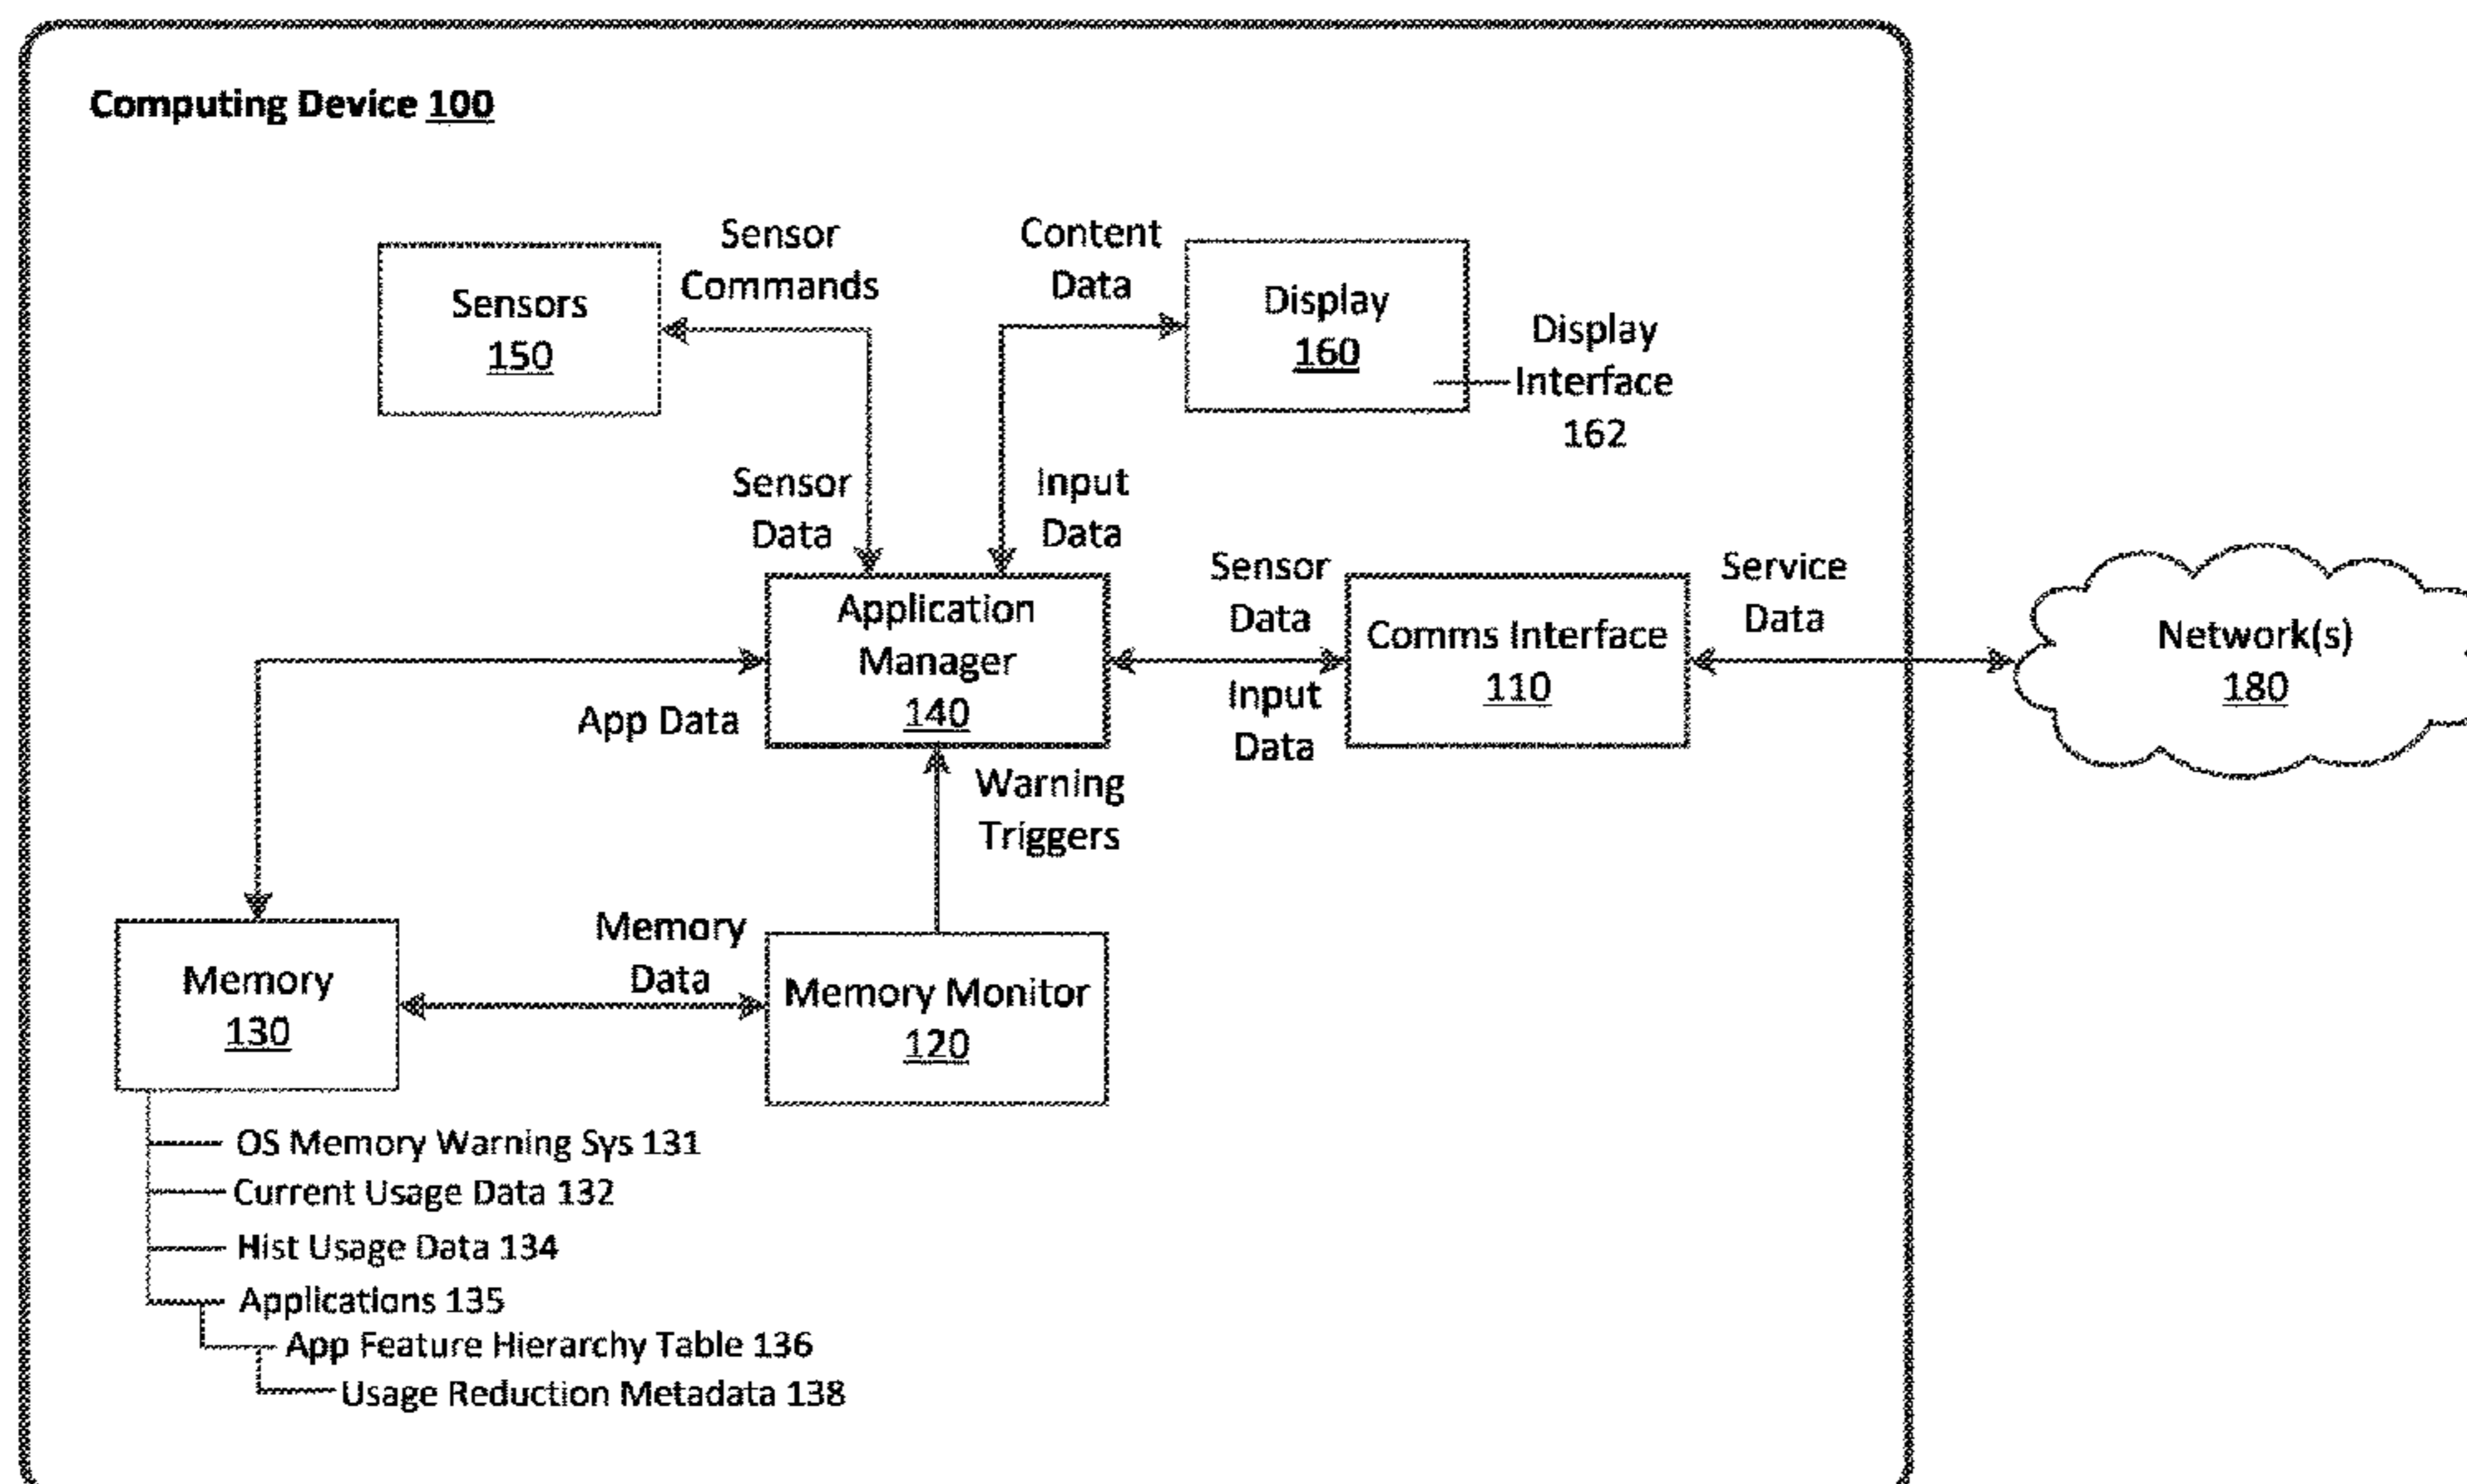 Computing Device 100
Sensor
Commands
Content
Data
Sensors
150
Display
160
Display
Interface
162
Sensor
Data
Input
Data
Application
Manager
140
Sensor
Data
Input
Data
Comms Interface
110
Service
Data
Network(s)
180
App Data
Warning
Triggers
Memory
130
Memory
Data
Memory Monitor
120
OS Memory Warning Sys 131
Current Usage Data 132
Hist Usage Data 134
Applications 135
App Feature Hierarchy Table 136
Usage Reduction Metadata 138